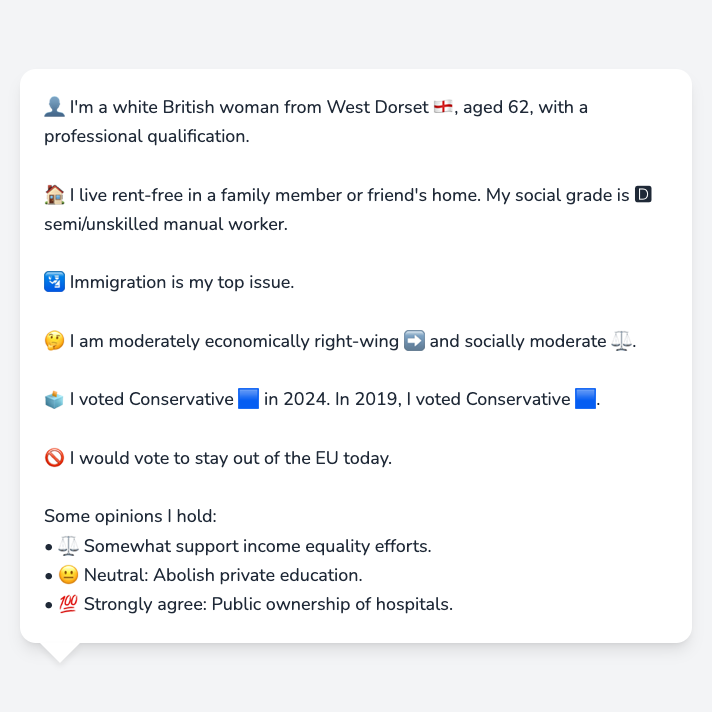 👤 I'm a white British woman from West Dorset 🏴󠁧󠁢󠁥󠁮󠁧󠁿, aged 62, with a
professional qualification.
🏠 I live rent-free in a family member or friend's home. My social grade is 🅳
semi/unskilled manual worker.
🛂 Immigration is my top issue.
🤔 I am moderately economically right-wing ➡️ and socially moderate ⚖️.
🗳️ I voted Conservative 🟦 in 2024. In 2019, I voted Conservative 🟦.
🚫 I would vote to stay out of the EU today.
Some opinions I hold:
• ⚖️ Somewhat support income equality efforts.
• 😐 Neutral: Abolish private education.
• 💯 Strongly agree: Public ownership of hospitals.